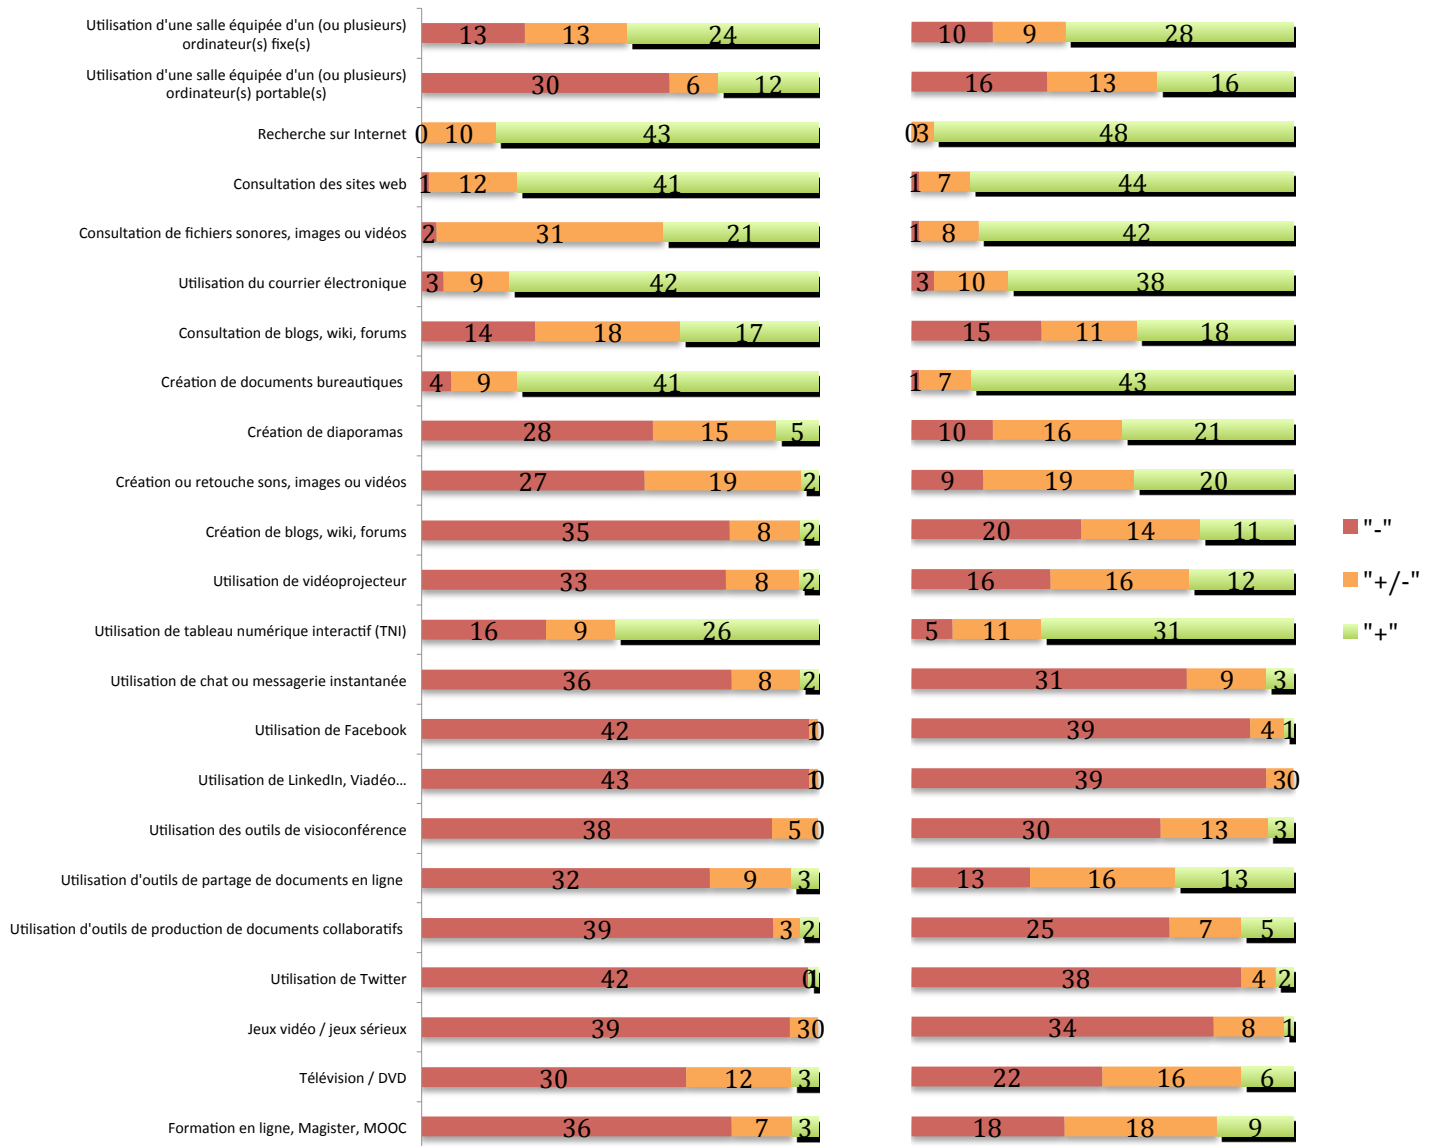 Utilisation d'une salle équipée d'un (ou plusieurs)
ordinateur(s) fixe(s)
13 13 24 10 9 28
Utilisation d'une salle équipée d'un (ou plusieurs)
ordinateur(s) portable(s)
30 6 12 16 13 16
Recherche sur Internet 0 10 43 0 3 48
Consultation des sites web 1 12 41 1 7 44
Consultation de fichiers sonores, images ou vidéos 2 31 21 1 8 42
Utilisation du courrier électronique 3 9 42 3 10 38
Consultation de blogs, wiki, forums 14 18 17 15 11 18
Création de documents bureautiques 4 9 41 1 7 43
Création de diaporamas 28 15 5 10 16 21
Création ou retouche sons, images ou vidéos 27 19 2 9 19 20
Création de blogs, wiki, forums 35 8 2 20 14 11
"-"
Utilisation de vidéoprojecteur 33 8 2 16 16 12
"+/-"
Utilisation de tableau numérique interactif (TNI) 16 9 26 5 11 31
"+"
Utilisation de chat ou messagerie instantanée 36 8 2 31 9 3
Utilisation de Facebook 42 1 0 39 4 1
Utilisation de LinkedIn, Viadéo... 43 1 0 39 3 0
Utilisation des outils de visioconférence 38 5 0 30 13 3
Utilisation d'outils de partage de documents en ligne 32 9 3 13 16 13
Utilisation d'outils de production de documents collaboratifs 39 3 2 25 7 5
Utilisation de Twitter 42 0 1 38 4 2
Jeux vidéo / jeux sérieux 39 3 0 34 8 1
Télévision / DVD 30 12 3 22 16 6
Formation en ligne, Magister, MOOC 36 7 3 18 18 9